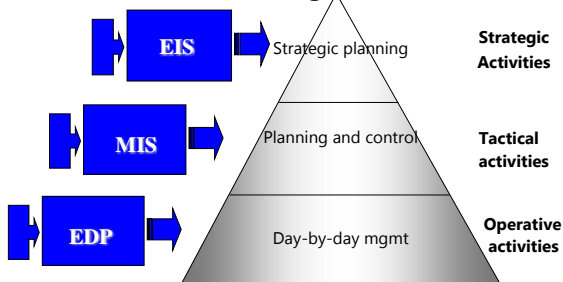 EIS
Strategic planning
Strategic
Activities
MIS
Planning and control
Tactical
activities
EDP
Day-by-day mgmt
Operative
activities